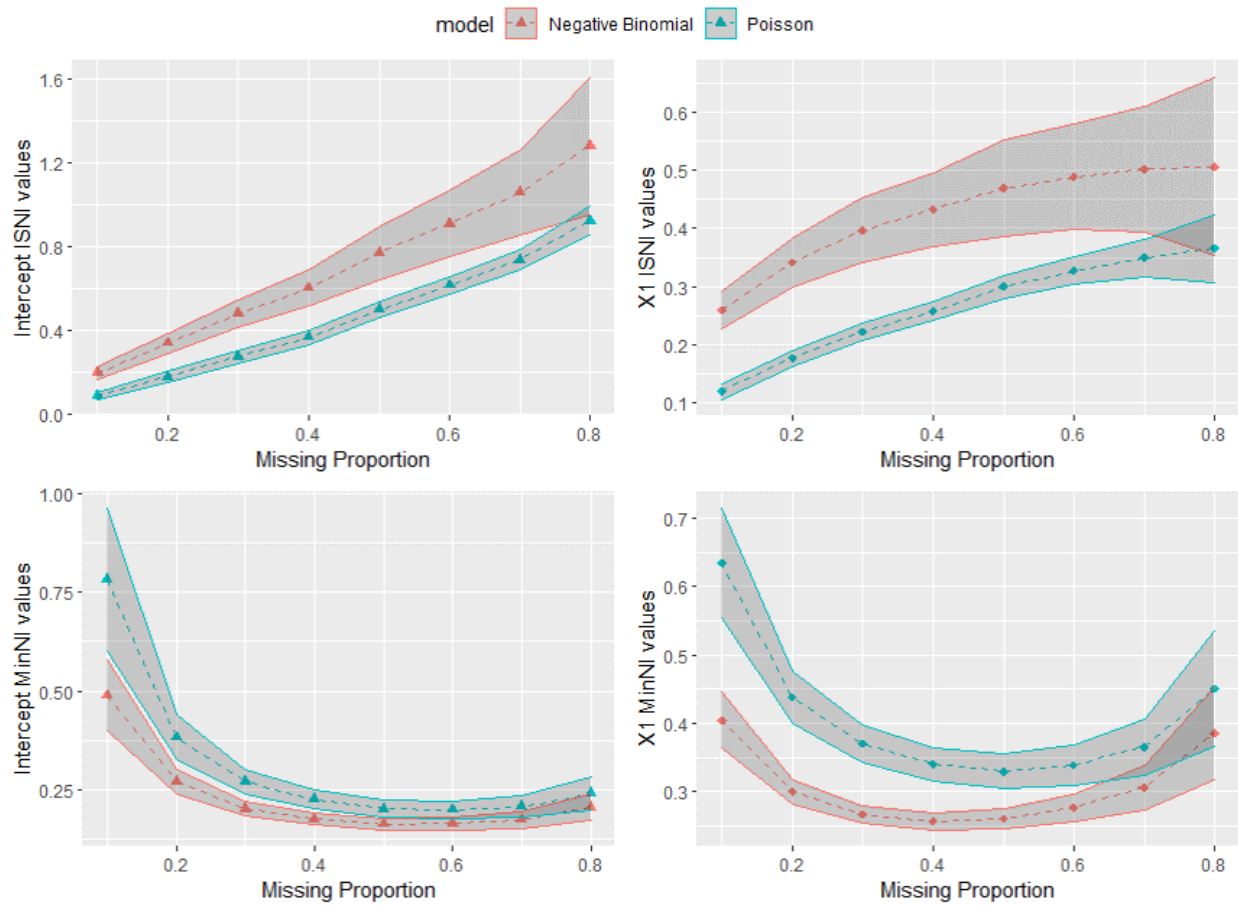 model Negative Binomial Poisson
Intercept ISNI values
1.6
1.2
0.8
0.4
0.0
0.2 0.4 0.6 0.8
Missing Proportion
X1 ISNI values
0.6
0.5
0.4
0.3
0.2
0.1
0.2 0.4 0.6 0.8
Missing Proportion
Intercept MinNI values
1.00
0.75
0.50
0.25
0.2 0.4 0.6 0.8
Missing Proportion
X1 MinNI values
0.7
0.6
0.5
0.4
0.3
0.2 0.4 0.6 0.8
Missing Proportion